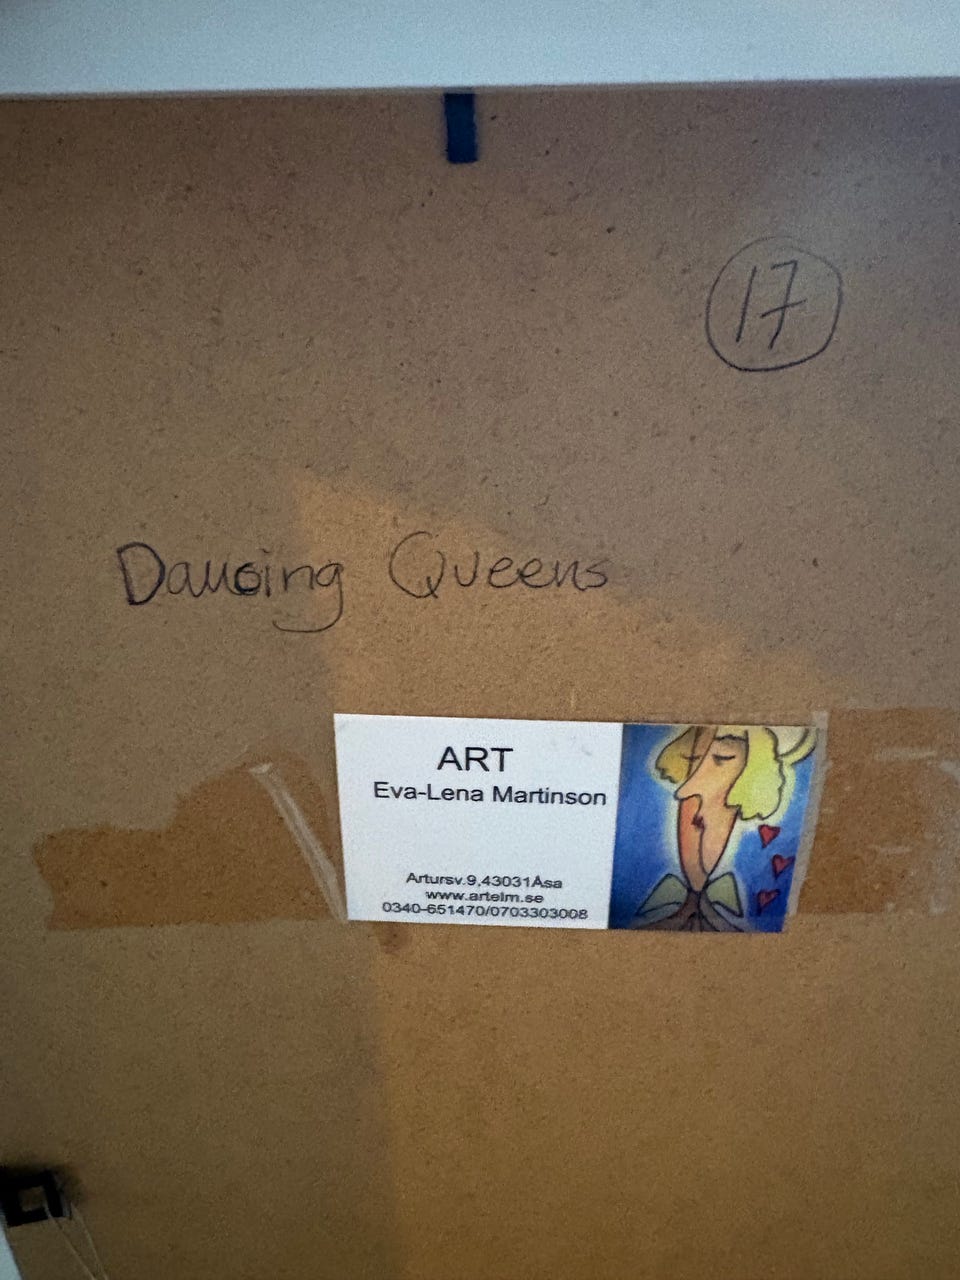 17
Dancing Queens
ART
Eva-Lena Martinson
Artursv.9,43031Åsa
www.artelm.se
0340-651470/0703303008